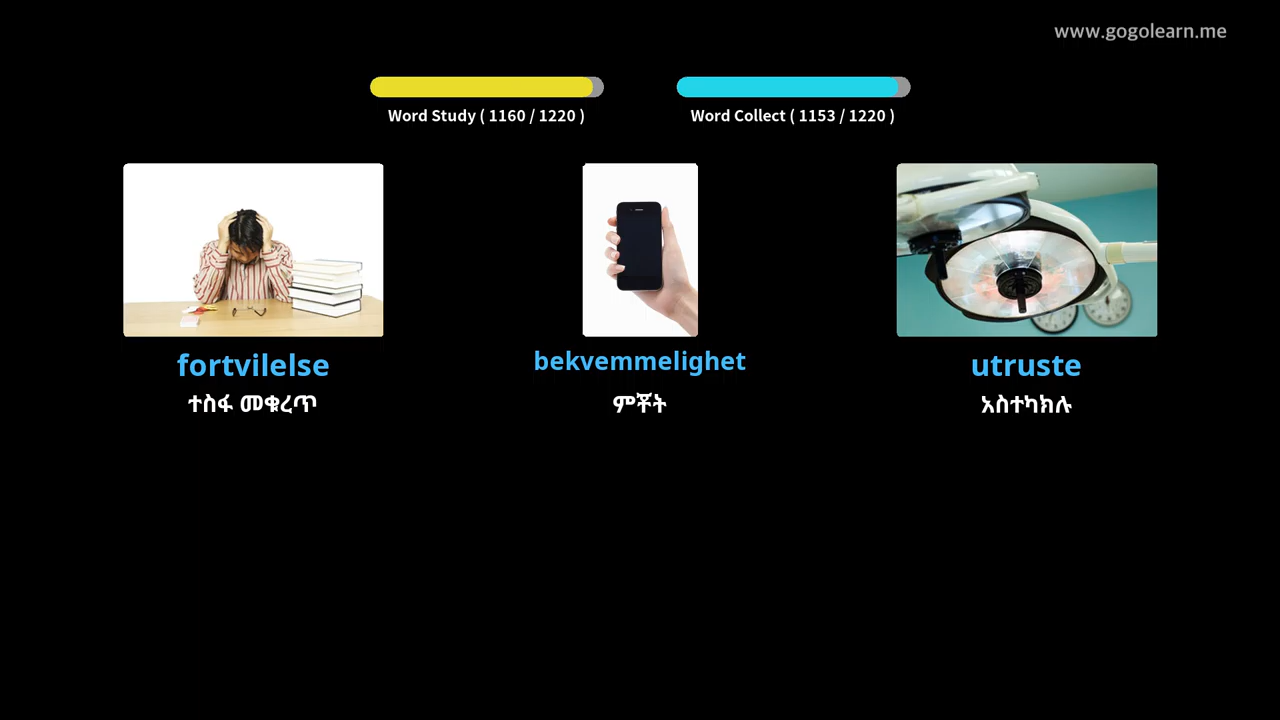 www.gogolearn.me
Word Study ( 1160 / 1220 )
Word Collect ( 1153 / 1220 )
fortvilelse
bekvemmelighet
utruste
ተስፋ መቁረጥ
ምቾት
አስተካክሉ